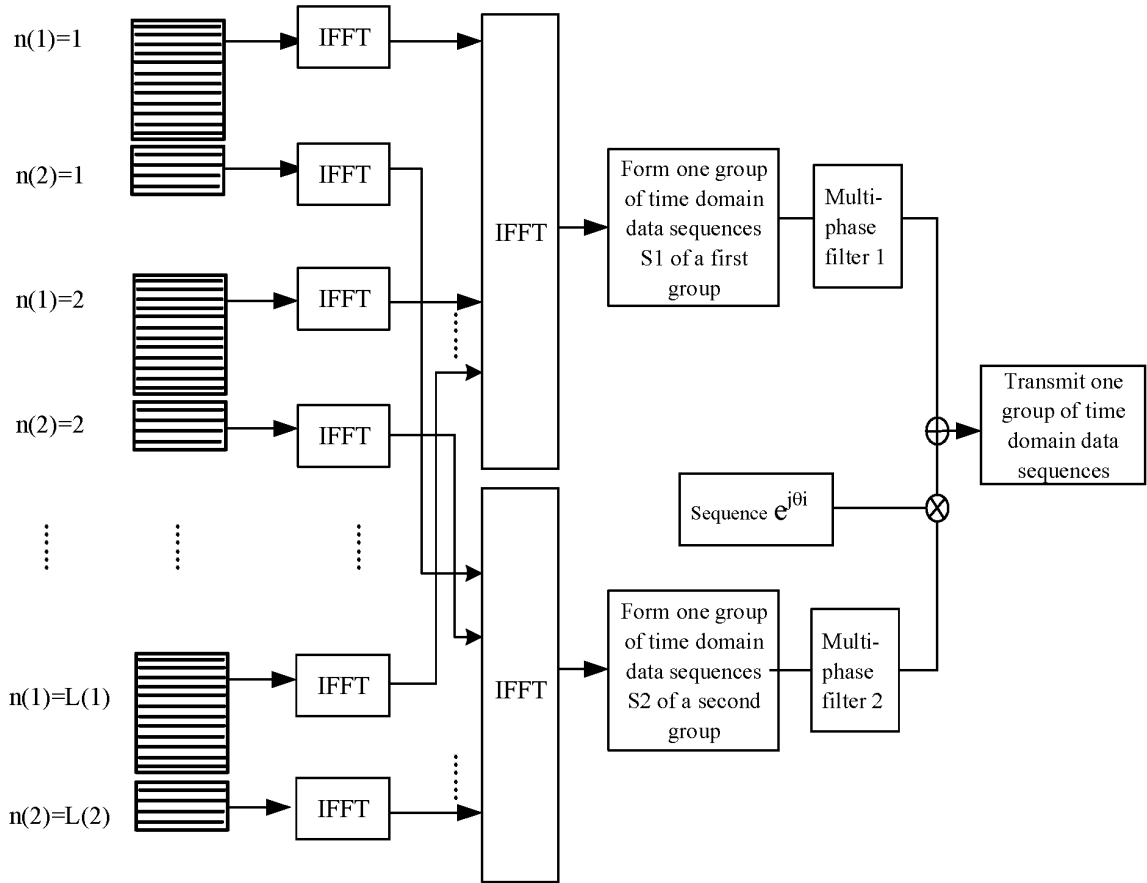 n(1)=1
IFFT
n(2)=1
IFFT
n(1)=2
IFFT
n(2)=2
IFFT
n(1)=L(1)
IFFT
n(2)=L(2)
IFFT
IFFT
IFFT
Form one group
of time domain
data sequences
S1 of a first
group
Multi-
phase
filter 1
Sequence e^jθi
Form one group
of time domain
data sequences
S2 of a second
group
Multi-
phase
filter 2
Transmit one
group of time
domain data
sequences